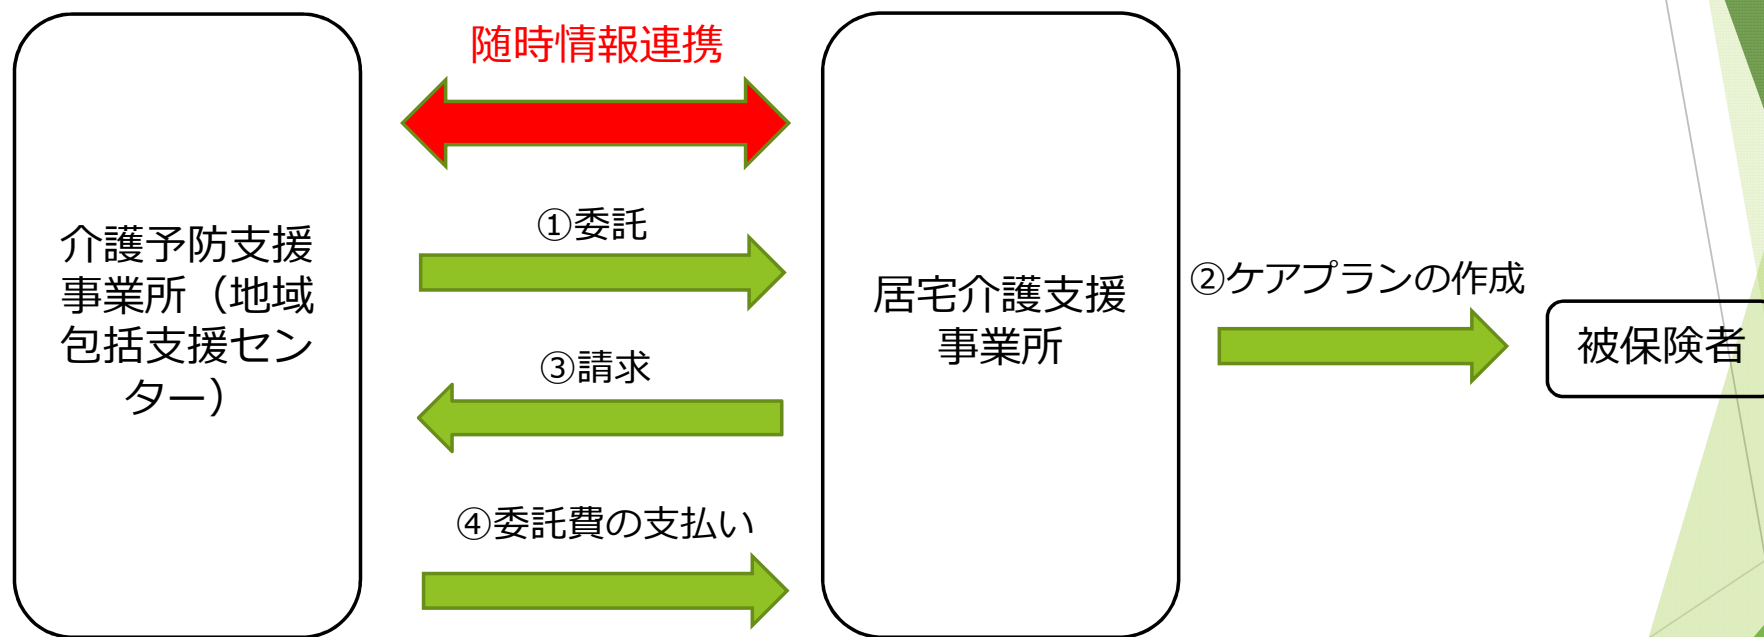 随時情報連携
介護予防支援
事業所（地域
包括支援セン
ター）
①委託
③請求
④委託費の支払い
居宅介護支援
事業所
②ケアプランの作成
被保険者